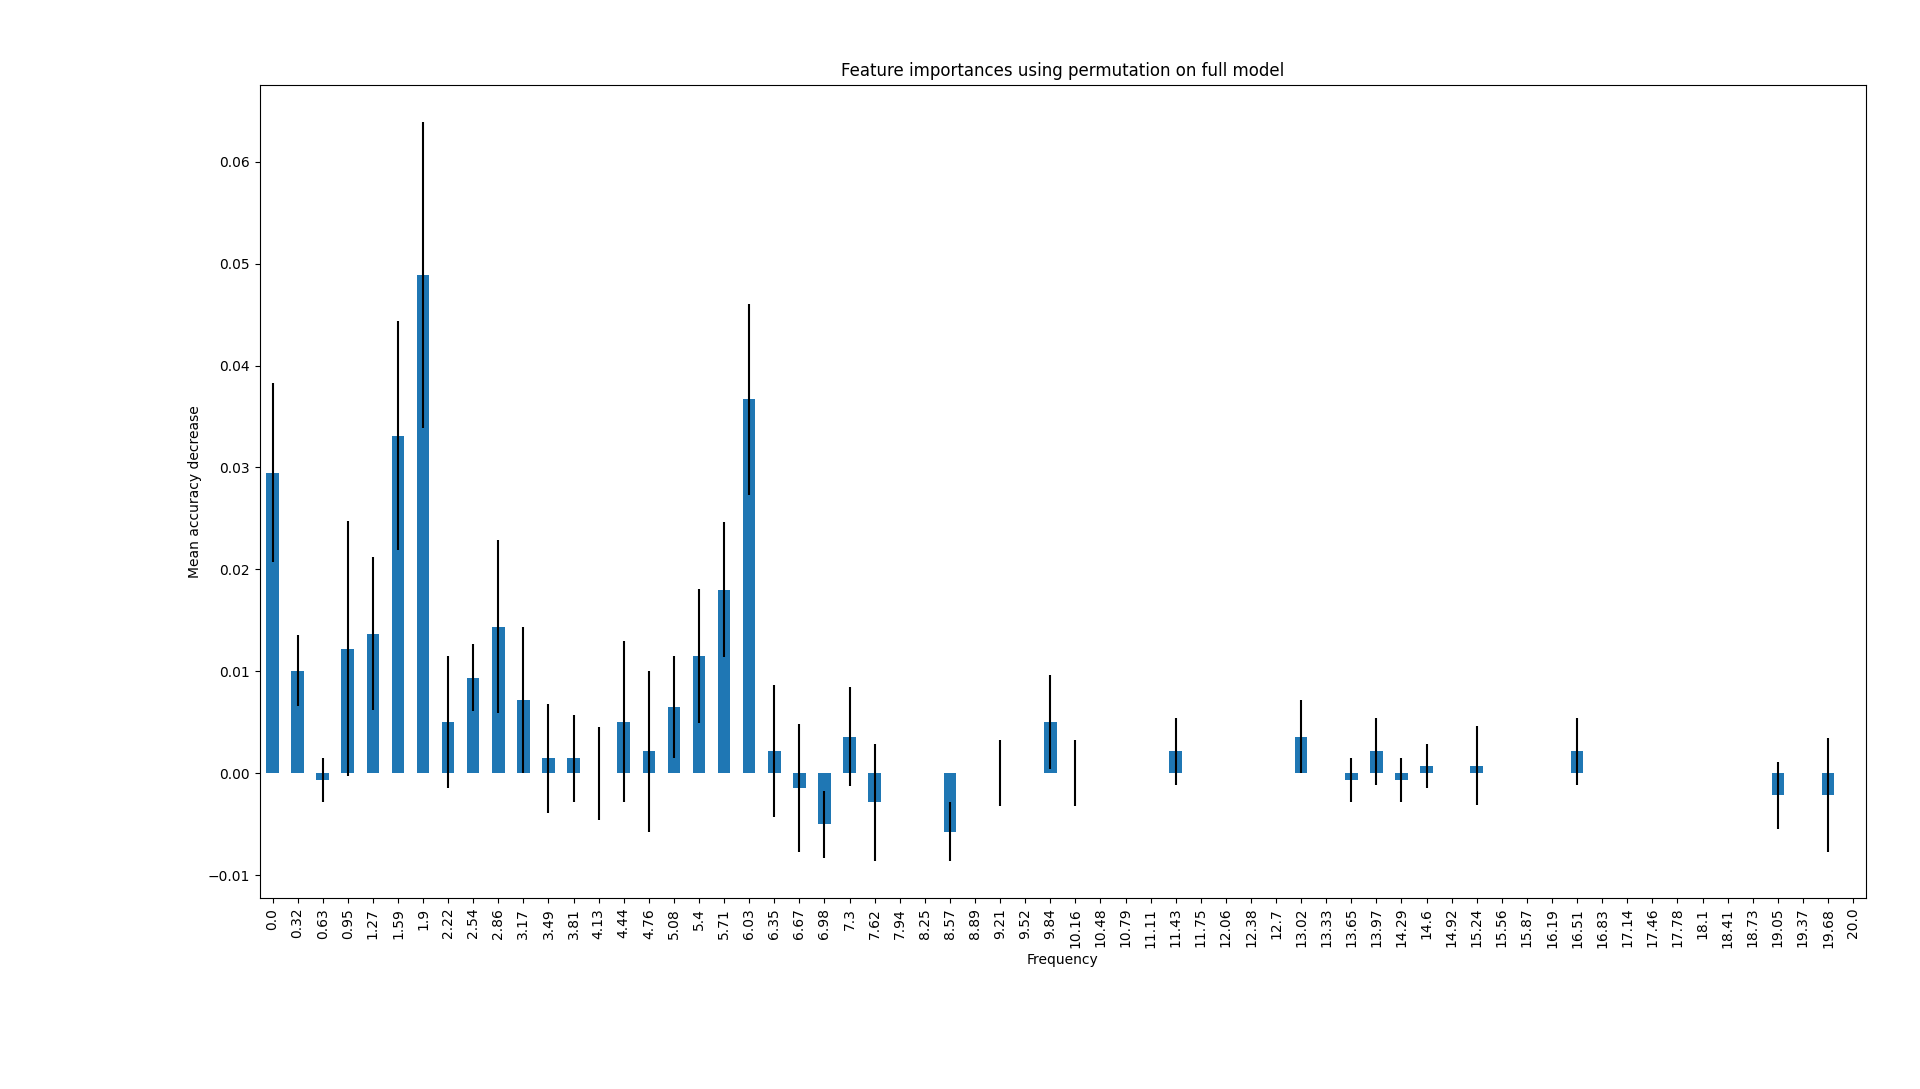 Feature importances using permutation on full model
0.06
0.05
0.04
0.03
0.02
0.01
0.00
−0.01
Mean accuracy decrease
0.0 0.32 0.63 0.95 1.27 1.59 1.9 2.22 2.54 2.86 3.17 3.49 3.81 4.13 4.44 4.76 5.08 5.4 5.71 6.03 6.35 6.67 6.98 7.3 7.62 7.94 8.25 8.57 8.89 9.21 9.52 9.84 10.16 10.48 10.79 11.11 11.43 11.75 12.06 12.38 12.7 13.02 13.33 13.65 13.97 14.29 14.6 14.92 15.24 15.56 15.87 16.19 16.51 16.83 17.14 17.46 17.78 18.1 18.41 18.73 19.05 19.37 19.68 20.0
Frequency